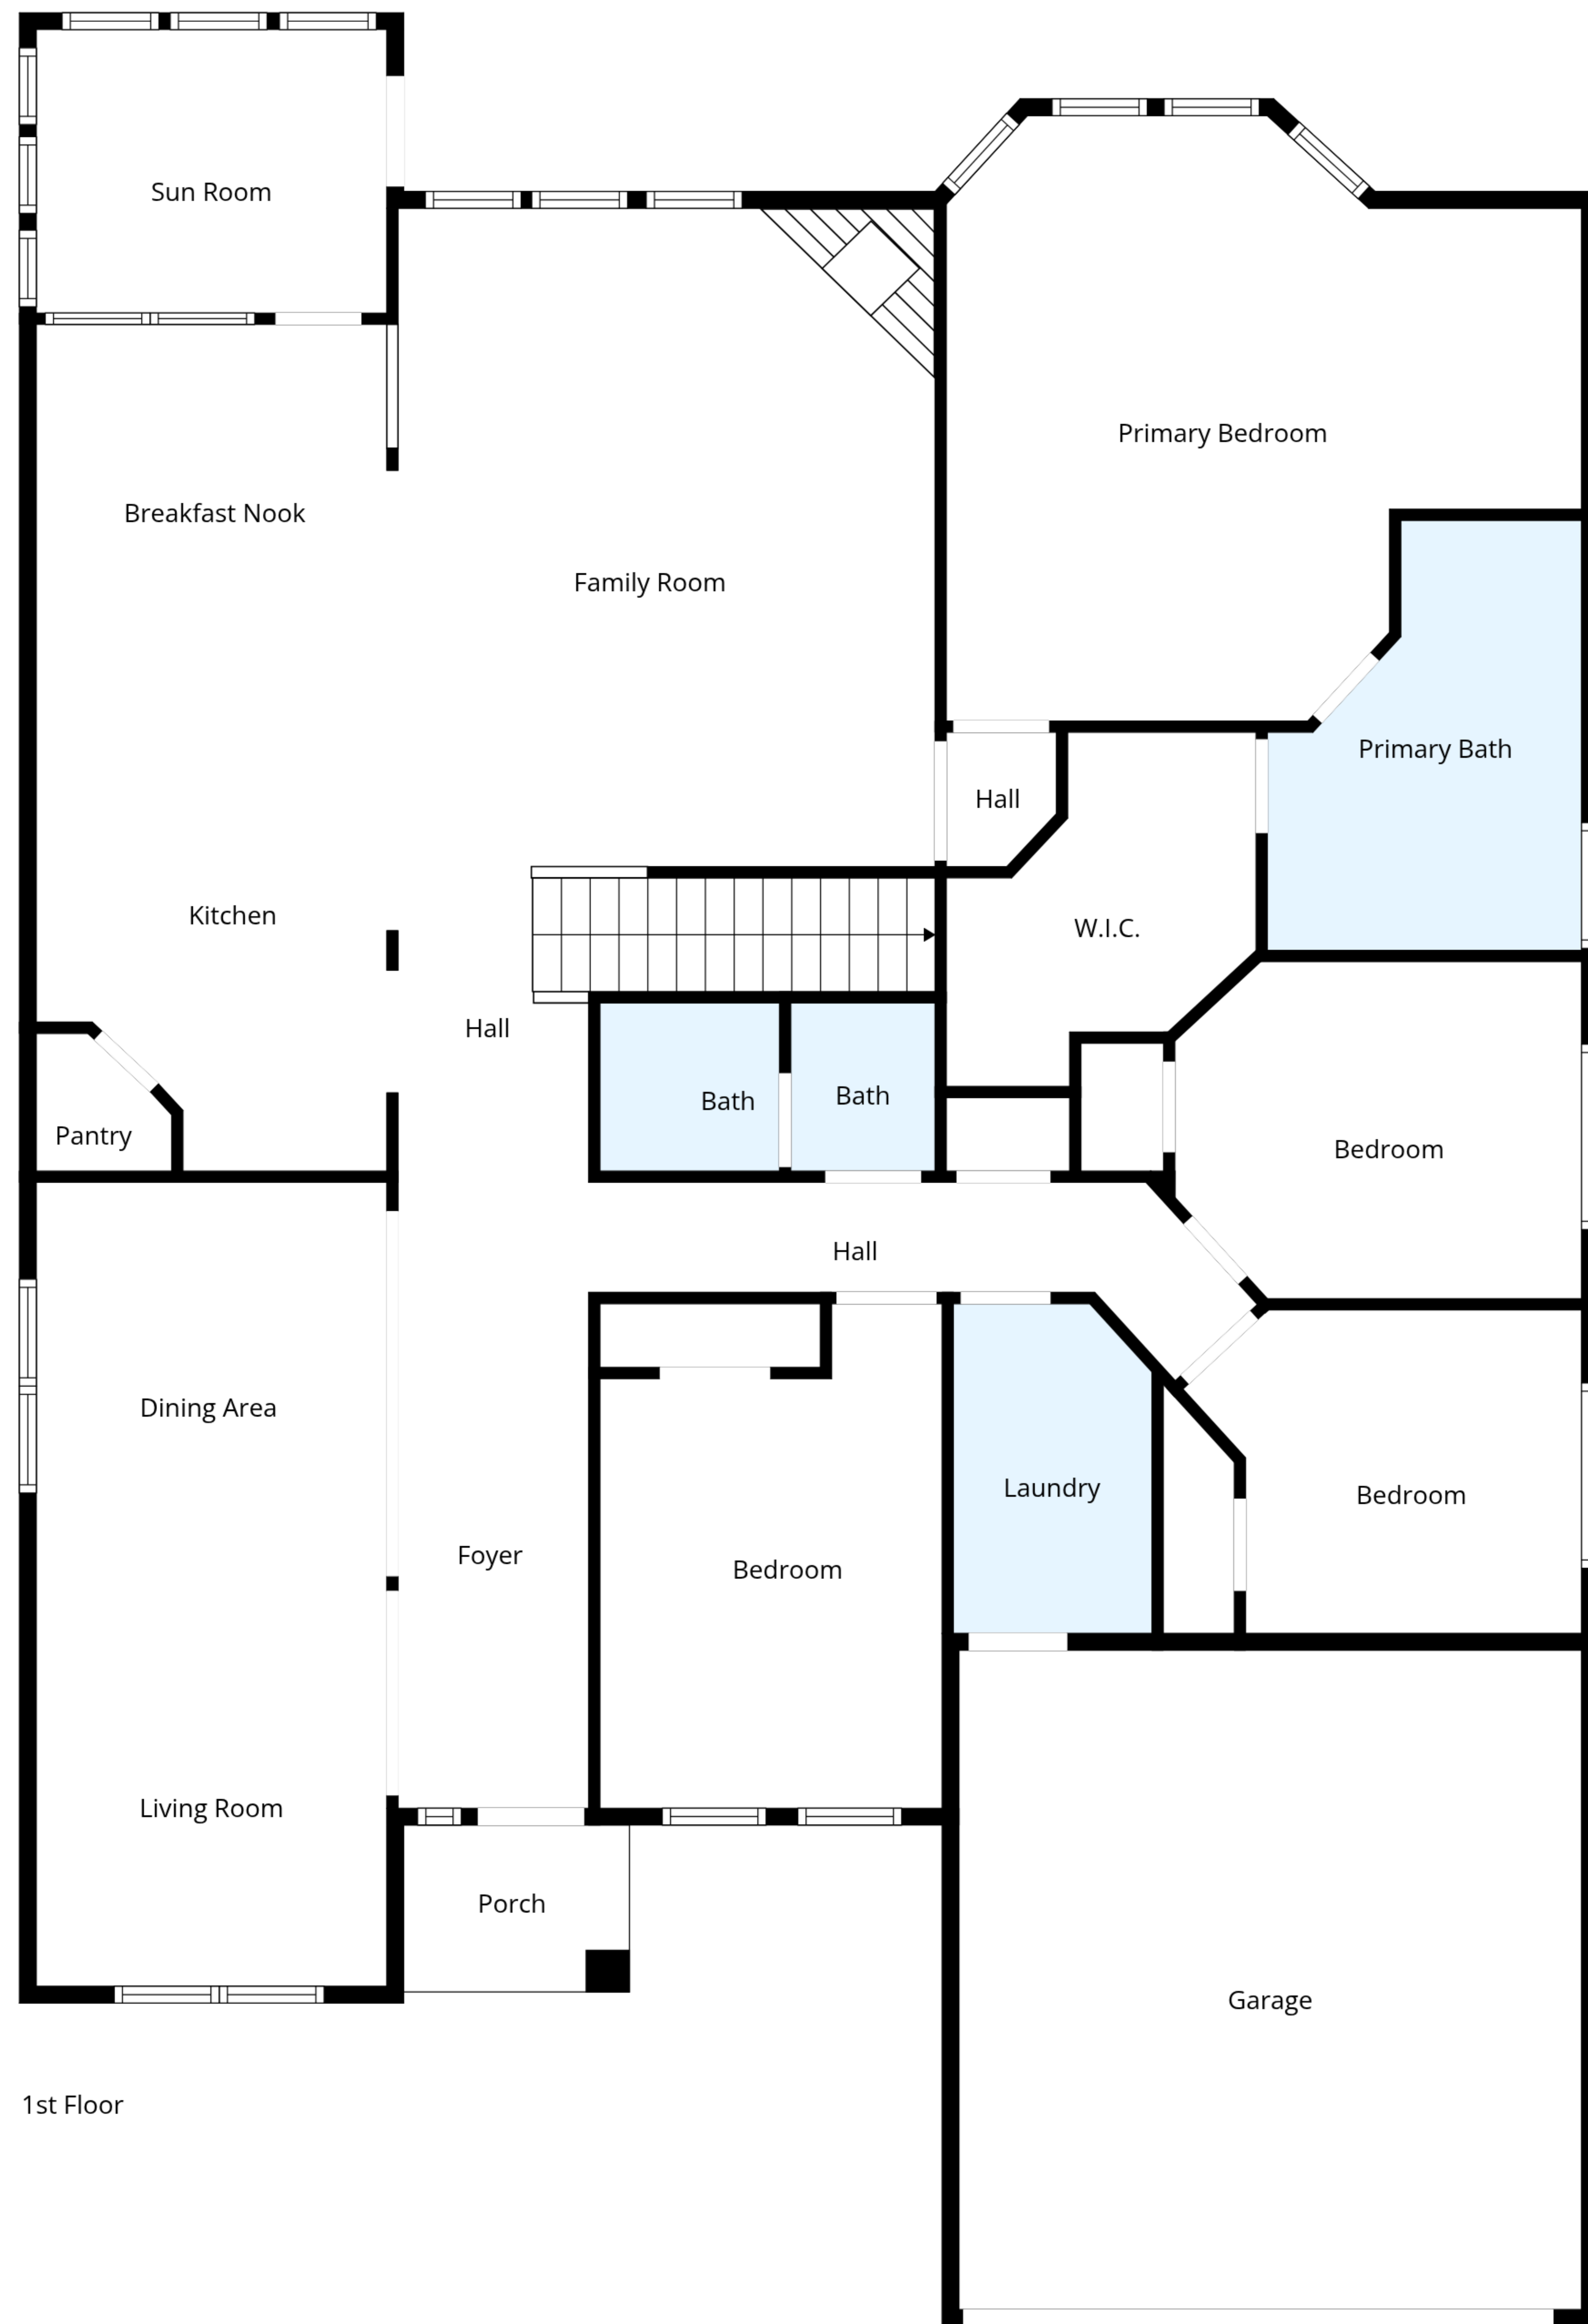 Sun Room
Primary Bedroom
Breakfast Nook
Family Room
Primary Bath
Hall
Kitchen
W.I.C.
Hall
Bath
Bath
Pantry
Bedroom
Hall
Dining Area
Laundry
Bedroom
Foyer
Bedroom
Living Room
Porch
Garage
1st Floor